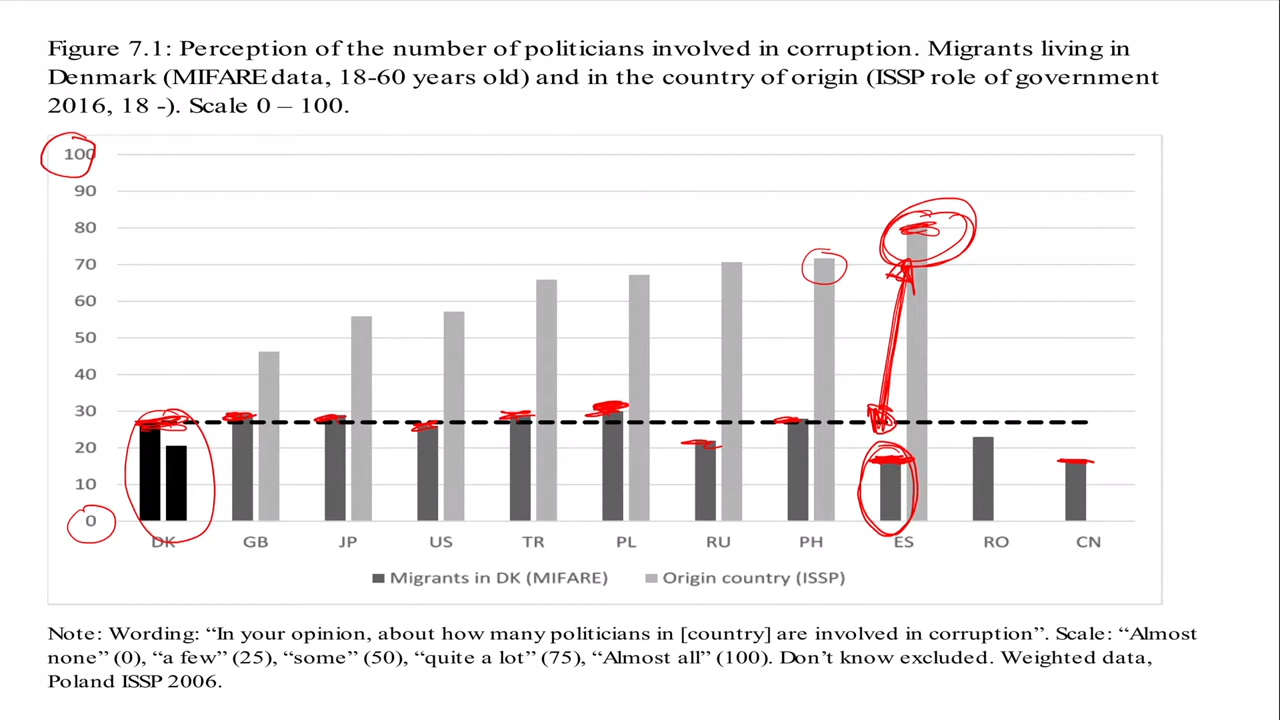 Figure 7.1: Perception of the number of politicians involved in corruption. Migrants living in
Denmark (MIFARE data, 18-60 years old) and in the country of origin (ISSP role of government
2016, 18 -). Scale 0 – 100.
100
90
80
70
60
50
40
30
20
10
0
DK GB JP US TR PL RU PH ES RO CN
Migrants in DK (MIFARE) Origin country (ISSP)
Note: Wording: “In your opinion, about how many politicians in [country] are involved in corruption”. Scale: “Almost
none” (0), “a few” (25), “some” (50), “quite a lot” (75), “Almost all” (100). Don’t know excluded. Weighted data,
Poland ISSP 2006.